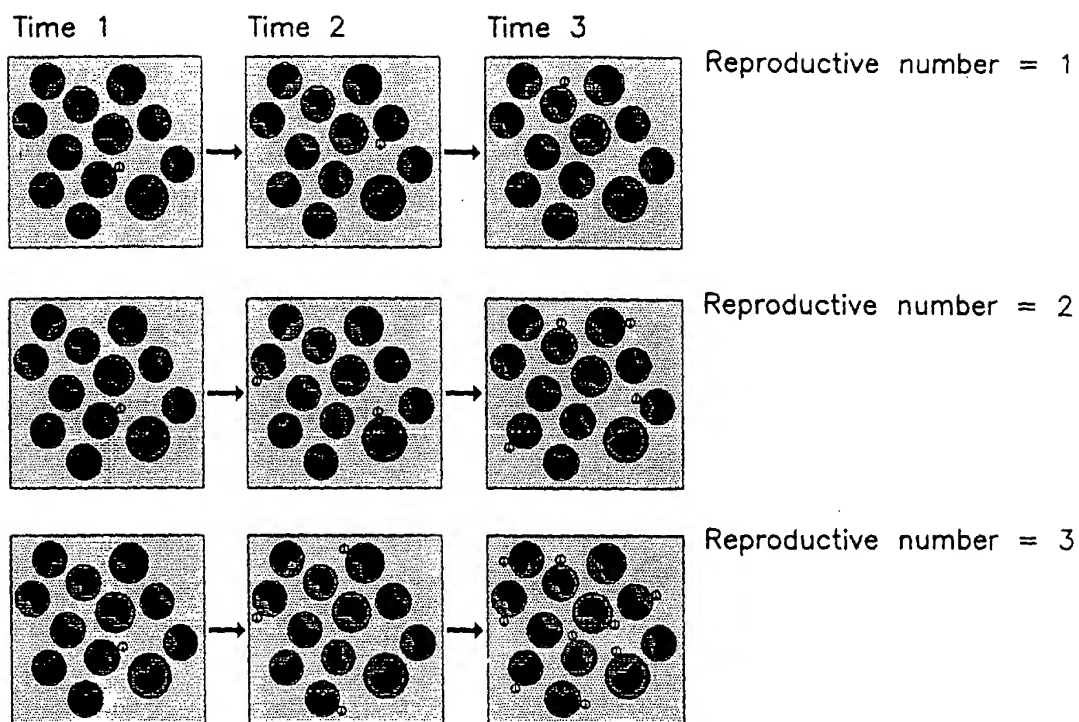 Time 1 Time 2 Time 3
Reproductive number = 1
Reproductive number = 2
Reproductive number = 3